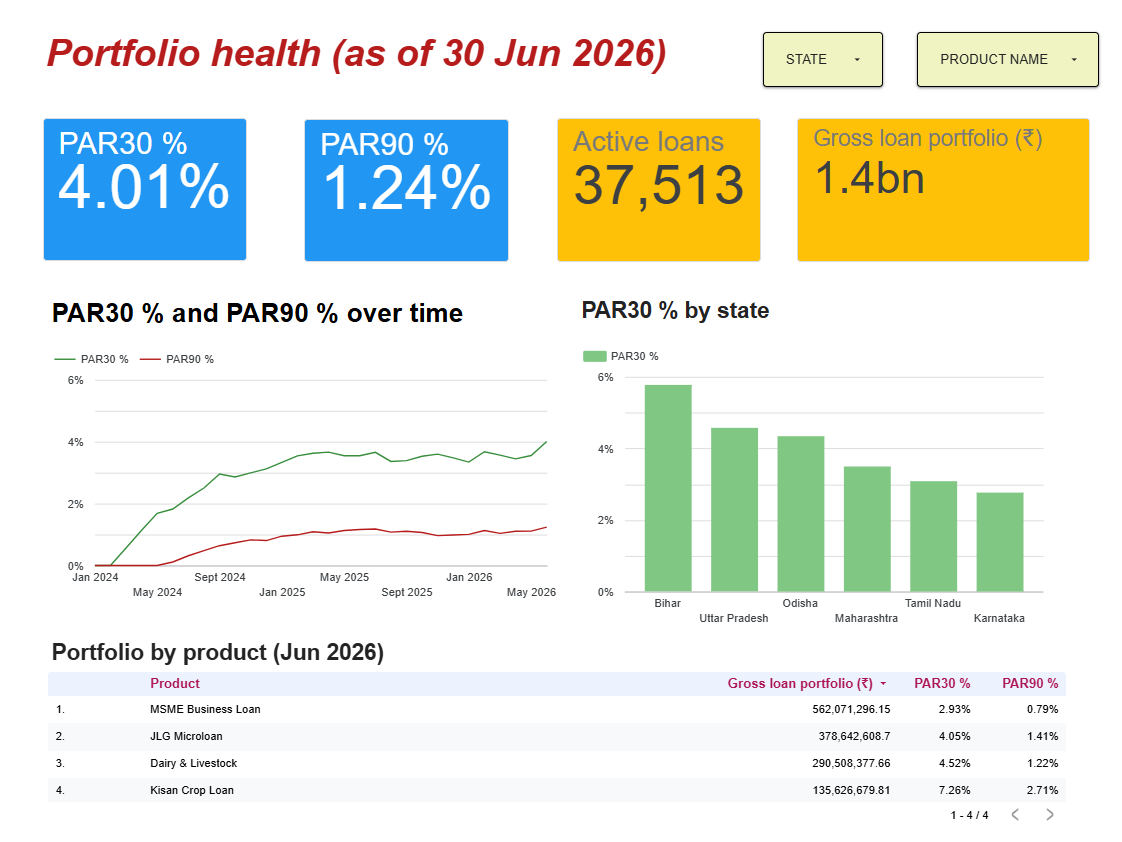 Portfolio health (as of 30 Jun 2026)
STATE
PRODUCT NAME
PAR30 %
4.01%
PAR90 %
1.24%
Active loans
37,513
Gross loan portfolio (₹)
1.4bn
PAR30 % and PAR90 % over time
PAR30 % PAR90 %
6%
4%
2%
0%
Jan 2024 Sept 2024 May 2025 Jan 2026
May 2024 Jan 2025 Sept 2025 May 2026
PAR30 % by state
PAR30 %
6%
4%
2%
0%
Bihar Odisha Tamil Nadu
Uttar Pradesh Maharashtra Karnataka
Portfolio by product (Jun 2026)
Product Gross loan portfolio (₹) PAR30 % PAR90 %
1. MSME Business Loan 562,071,296.15 2.93% 0.79%
2. JLG Microloan 378,642,608.7 4.05% 1.41%
3. Dairy & Livestock 290,508,377.66 4.52% 1.22%
4. Kisan Crop Loan 135,626,679.81 7.26% 2.71%
1 - 4 / 4